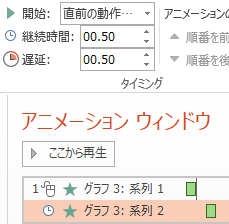 開始: 直前の動作... アニメーションの
継続時間: 00.50 順番を前
遅延: 00.50 順番を後
タイミング
アニメーション ウィンドウ
ここから再生
1 グラフ 3: 系列 1
グラフ 3: 系列 2